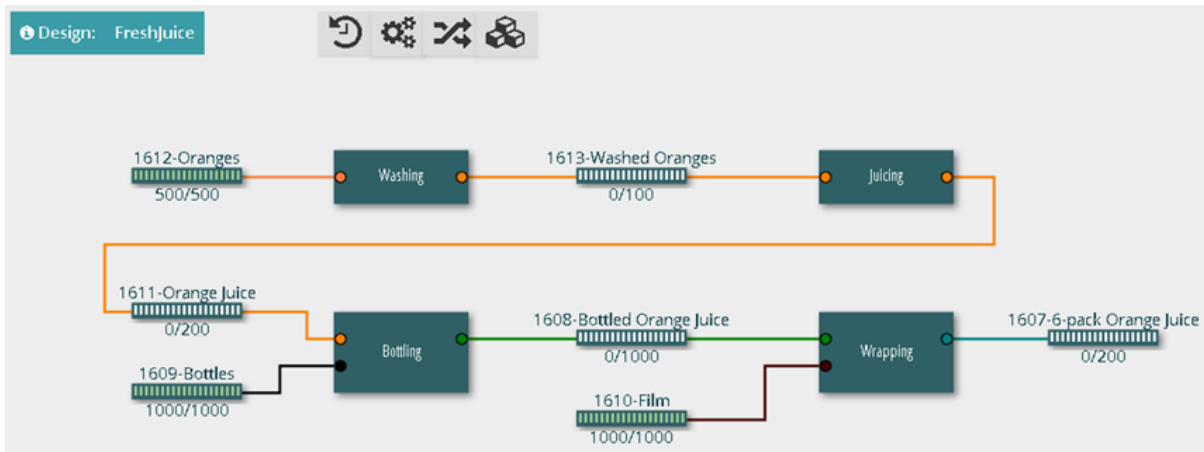 Design: FreshJuice
1612-Oranges
500/500
Washing
1613-Washed Oranges
0/100
Juicing
1611-Orange Juice
0/200
1609-Bottles
1000/1000
Bottling
1608-Bottled Orange Juice
0/1000
1610-Film
1000/1000
Wrapping
1607-6-pack Orange Juice
0/200